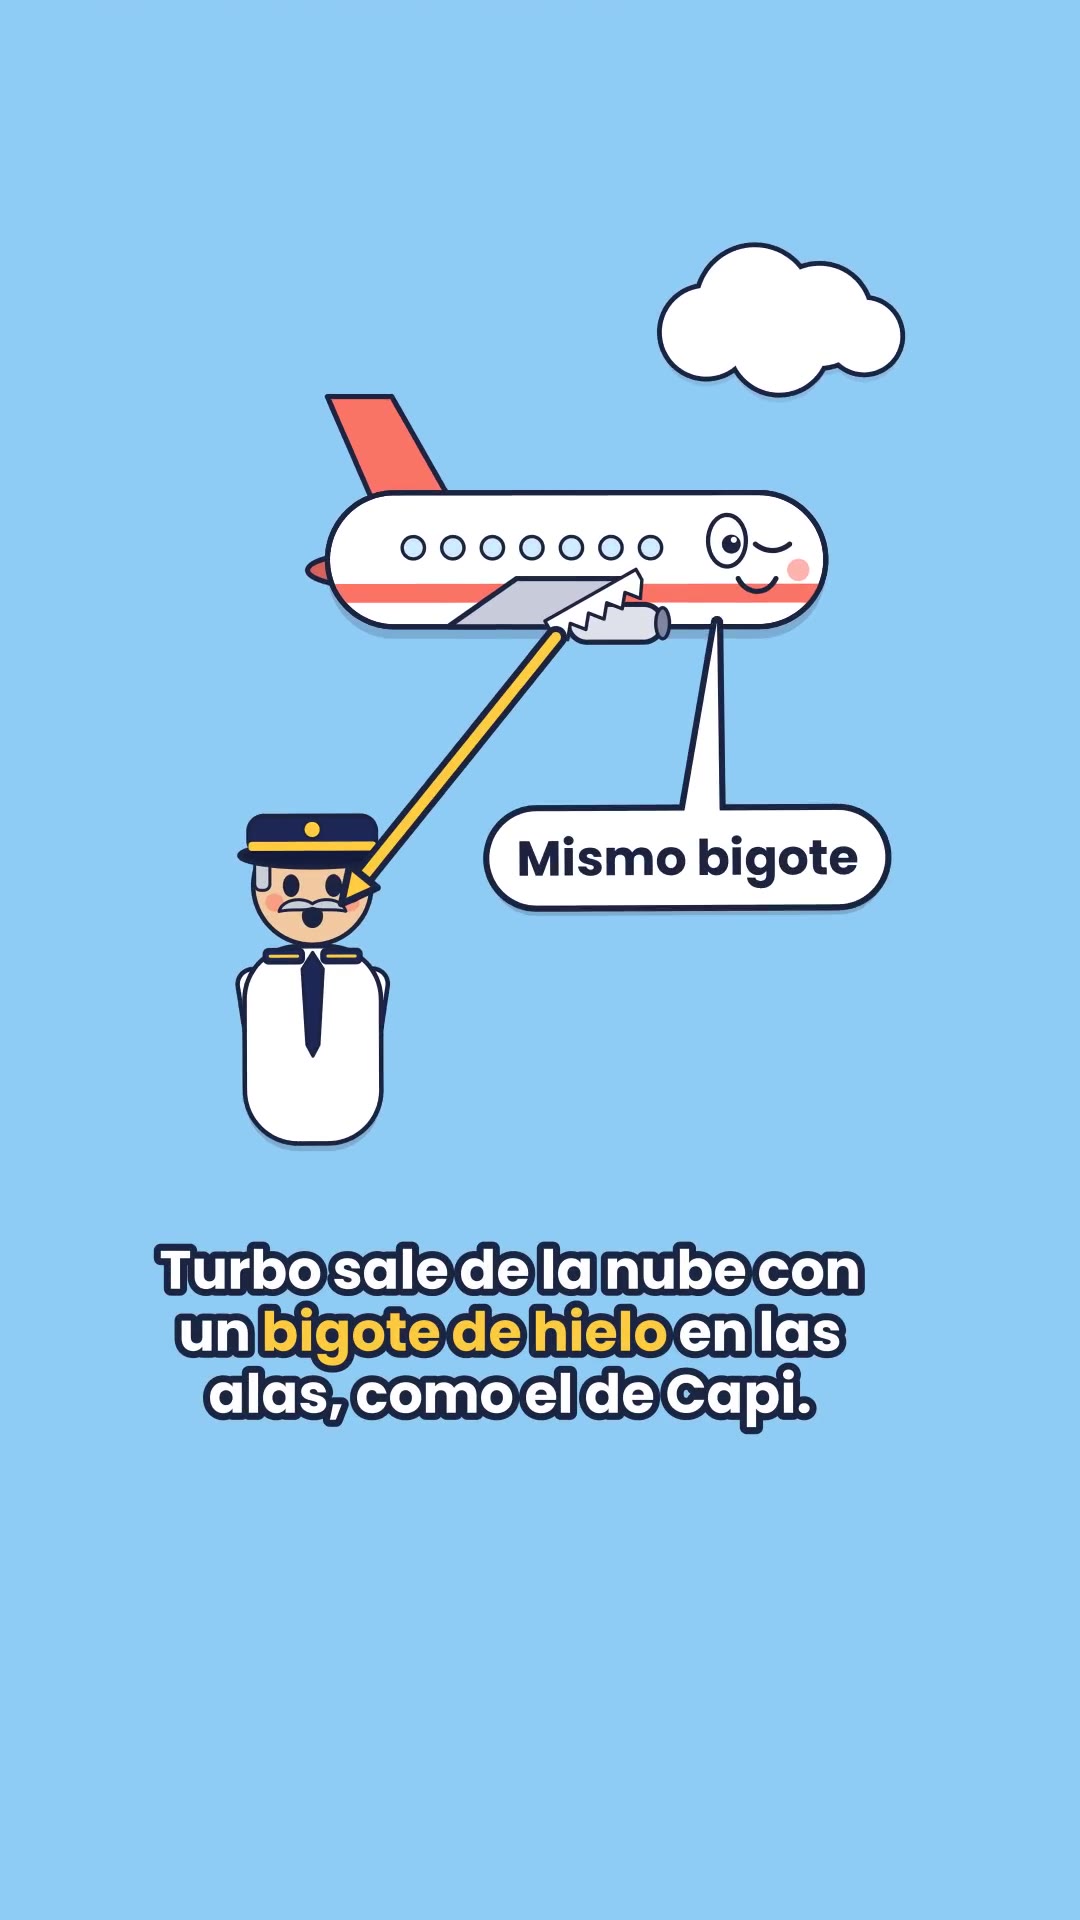 Mismo bigote
Turbo sale de la nube con
un bigote de hielo en las
alas, como el de Capi.